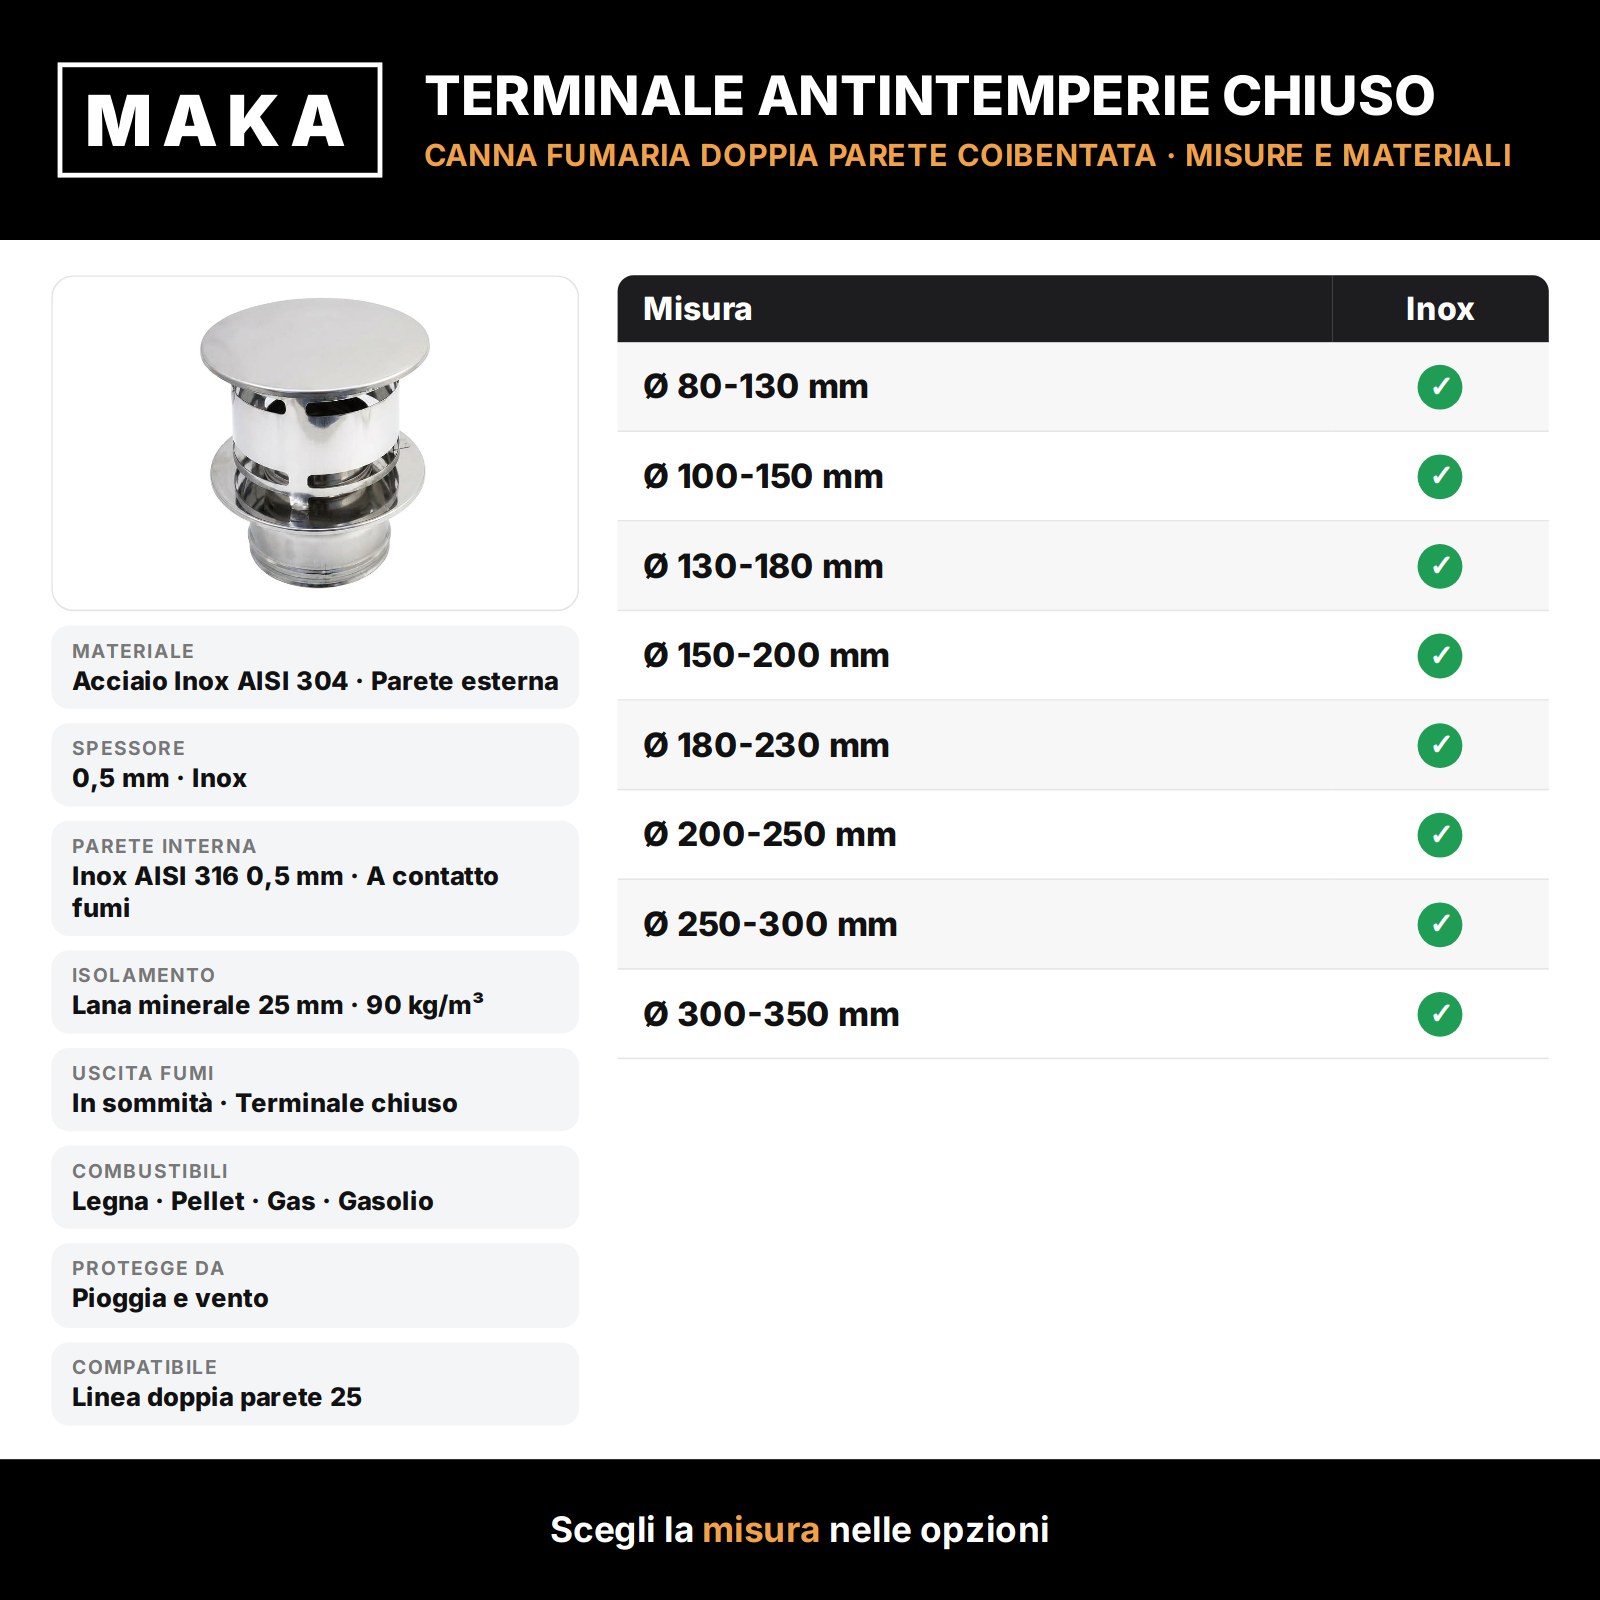 MAKA
TERMINALE ANTINTEMPERIE CHIUSO
CANNA FUMARIA DOPPIA PARETE COIBENTATA · MISURE E MATERIALI
MATERIALE
Acciaio Inox AISI 304 · Parete esterna
SPESSORE
0,5 mm · Inox
PARETE INTERNA
Inox AISI 316 0,5 mm · A contatto
fumi
ISOLAMENTO
Lana minerale 25 mm · 90 kg/m³
USCITA FUMI
In sommità · Terminale chiuso
COMBUSTIBILI
Legna · Pellet · Gas · Gasolio
PROTEGGE DA
Pioggia e vento
COMPATIBILE
Linea doppia parete 25
Misura Inox
Ø 80-130 mm ✓
Ø 100-150 mm ✓
Ø 130-180 mm ✓
Ø 150-200 mm ✓
Ø 180-230 mm ✓
Ø 200-250 mm ✓
Ø 250-300 mm ✓
Ø 300-350 mm ✓
Scegli la misura nelle opzioni